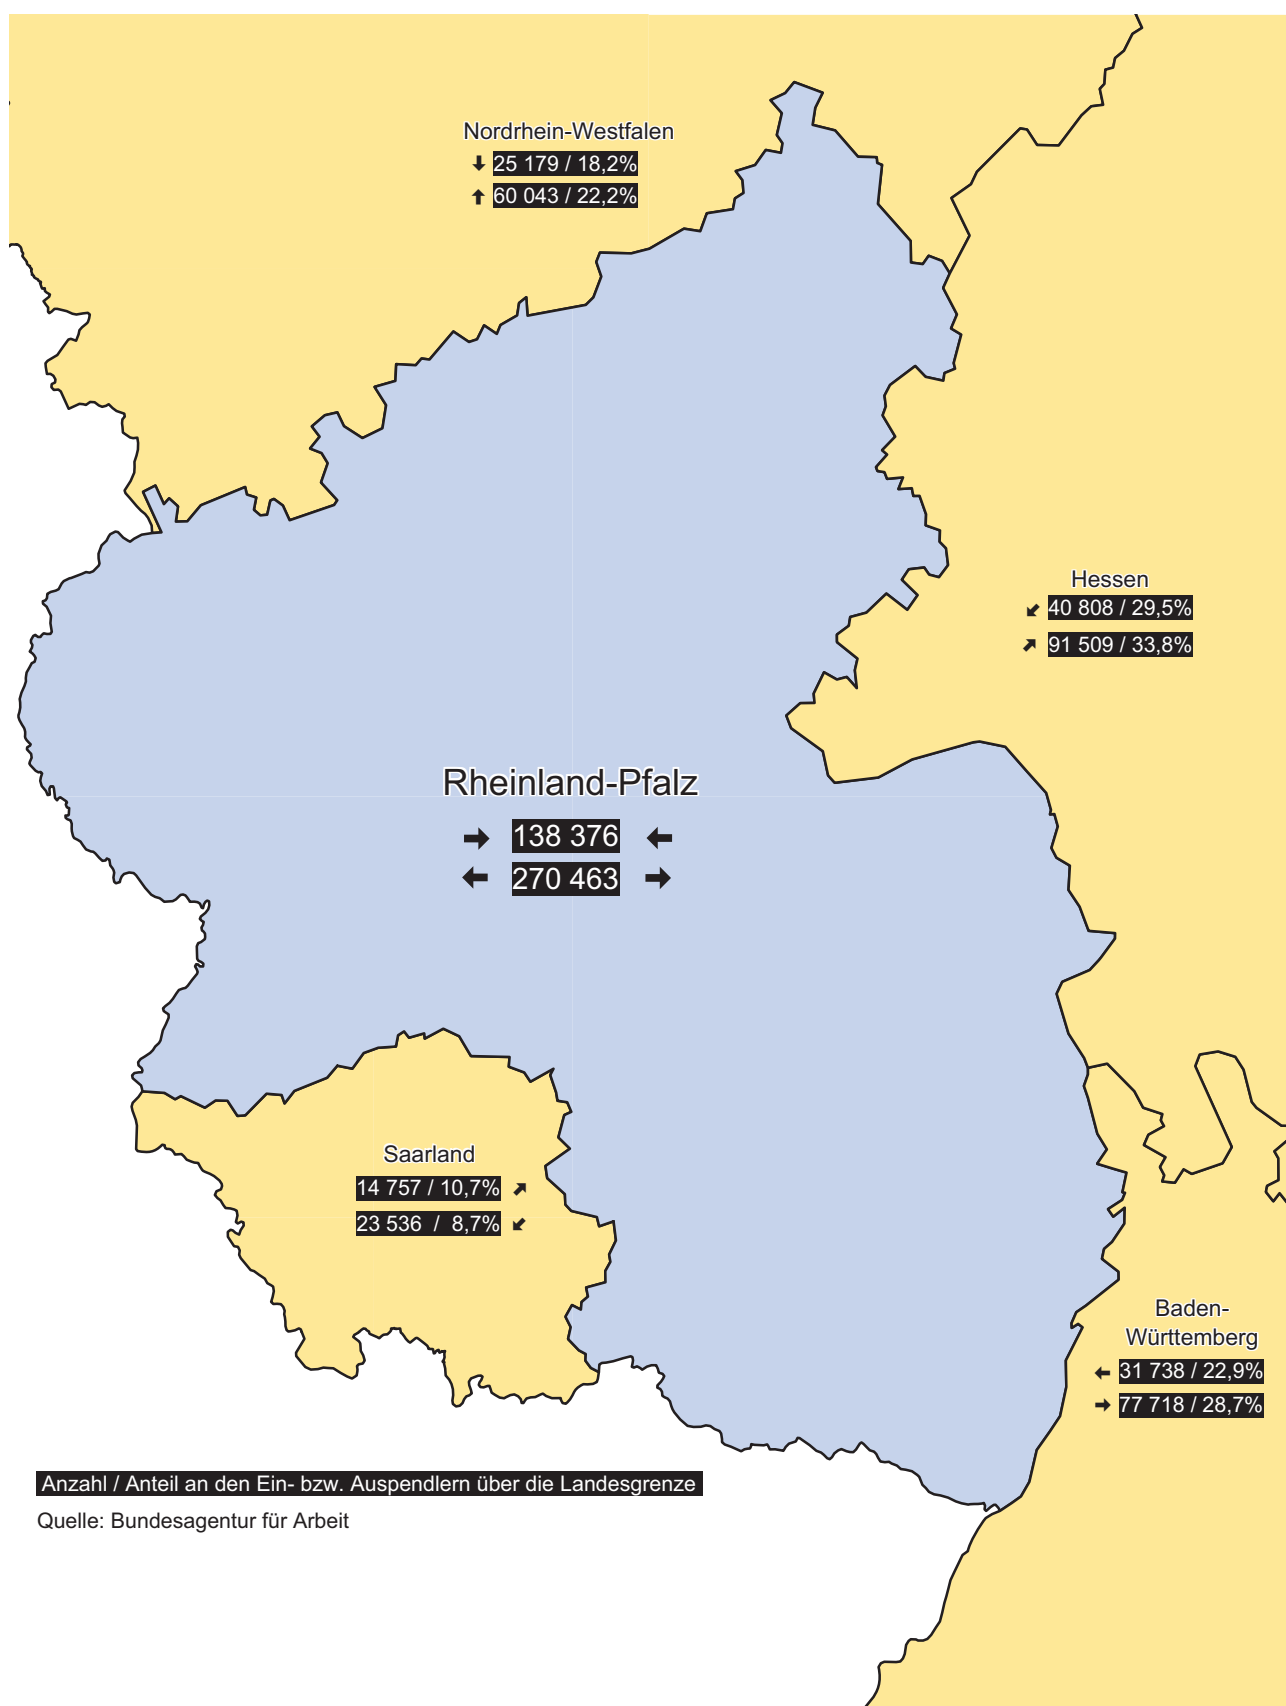 Nordrhein-Westfalen
25 179 / 18,2%
60 043 / 22,2%
Hessen
40 808 / 29,5%
91 509 / 33,8%
Rheinland-Pfalz
138 376
270 463
Saarland
14 757 / 10,7%
23 536 / 8,7%
Baden-
Württemberg
31 738 / 22,9%
77 718 / 28,7%
Anzahl / Anteil an den Ein- bzw. Auspendlern über die Landesgrenze
Quelle: Bundesagentur für Arbeit